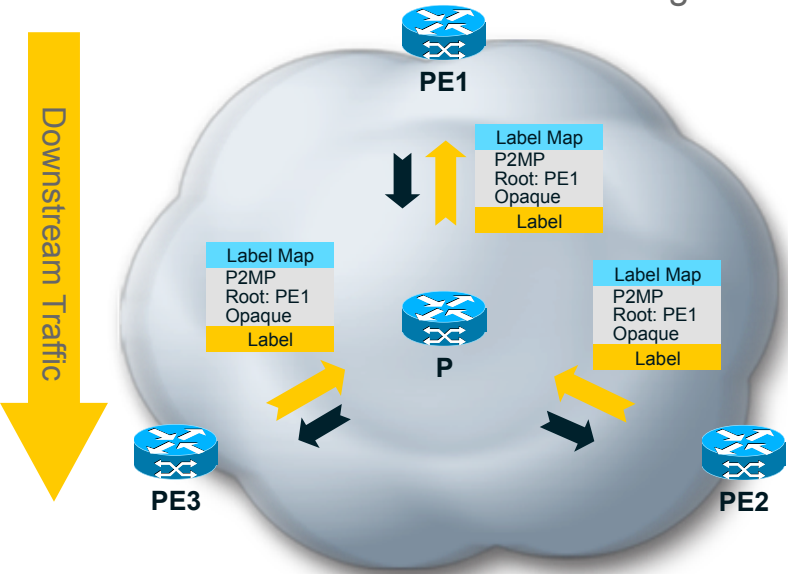 PE1
Downstream Traffic
Label Map
P2MP
Root: PE1
Opaque
Label
Label Map
P2MP
Root: PE1
Opaque
Label
Label Map
P2MP
Root: PE1
Opaque
Label
P
PE3
PE2